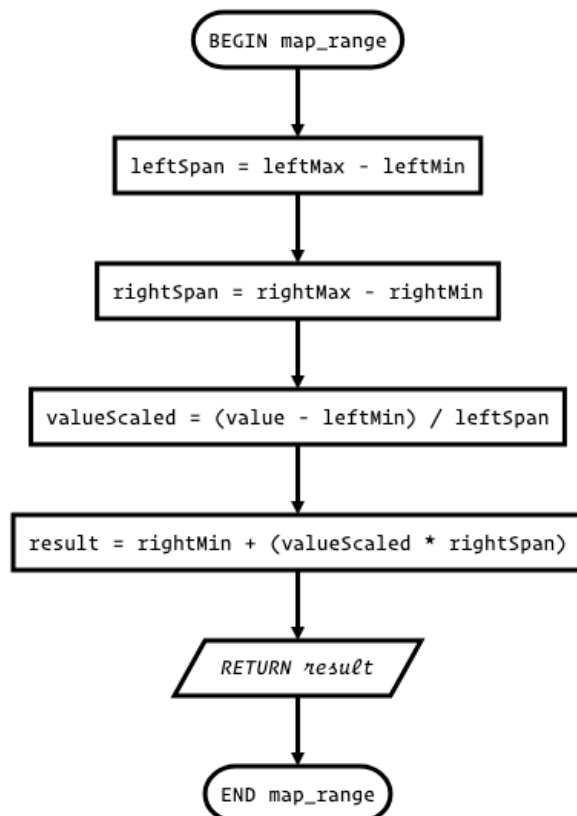 BEGIN map_range
leftSpan = leftMax - leftMin
rightSpan = rightMax - rightMin
valueScaled = (value - leftMin) / leftSpan
result = rightMin + (valueScaled * rightSpan)
RETURN result
END map_range